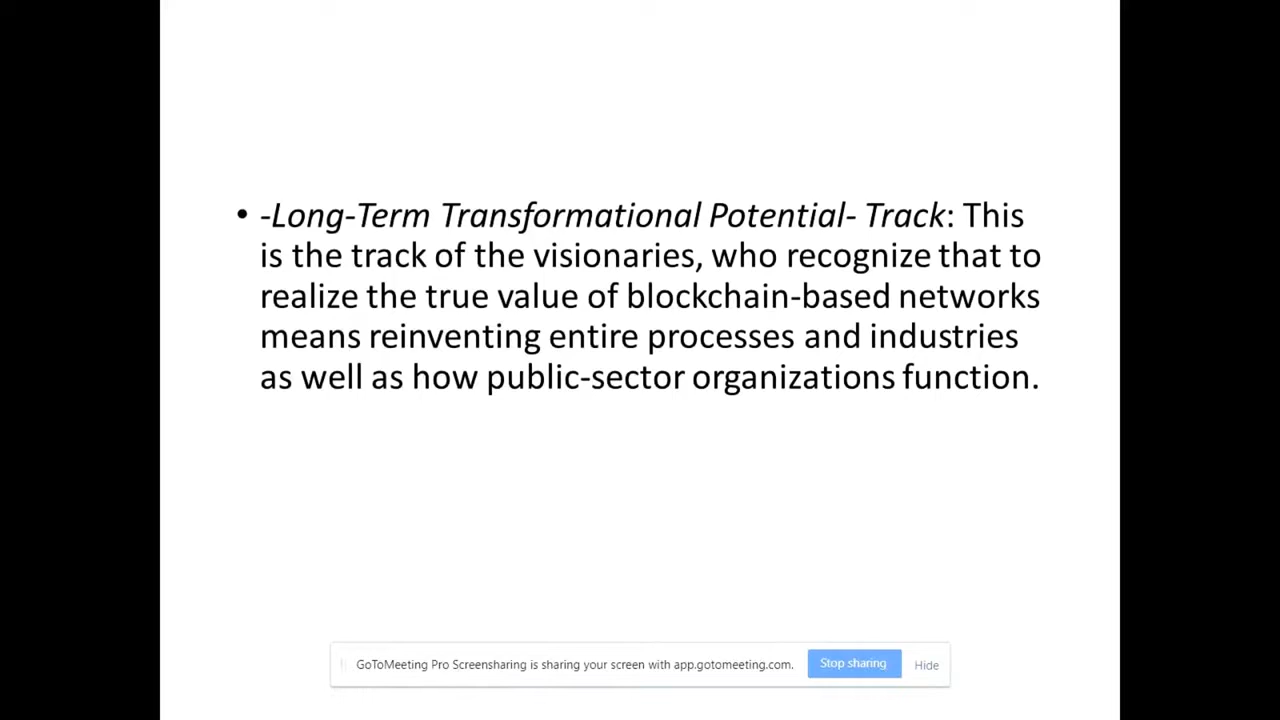 • -Long-Term Transformational Potential- Track: This
is the track of the visionaries, who recognize that to
realize the true value of blockchain-based networks
means reinventing entire processes and industries
as well as how public-sector organizations function.
GoToMeeting Pro Screensharing is sharing your screen with app.gotomeeting.com. Stop sharing Hide